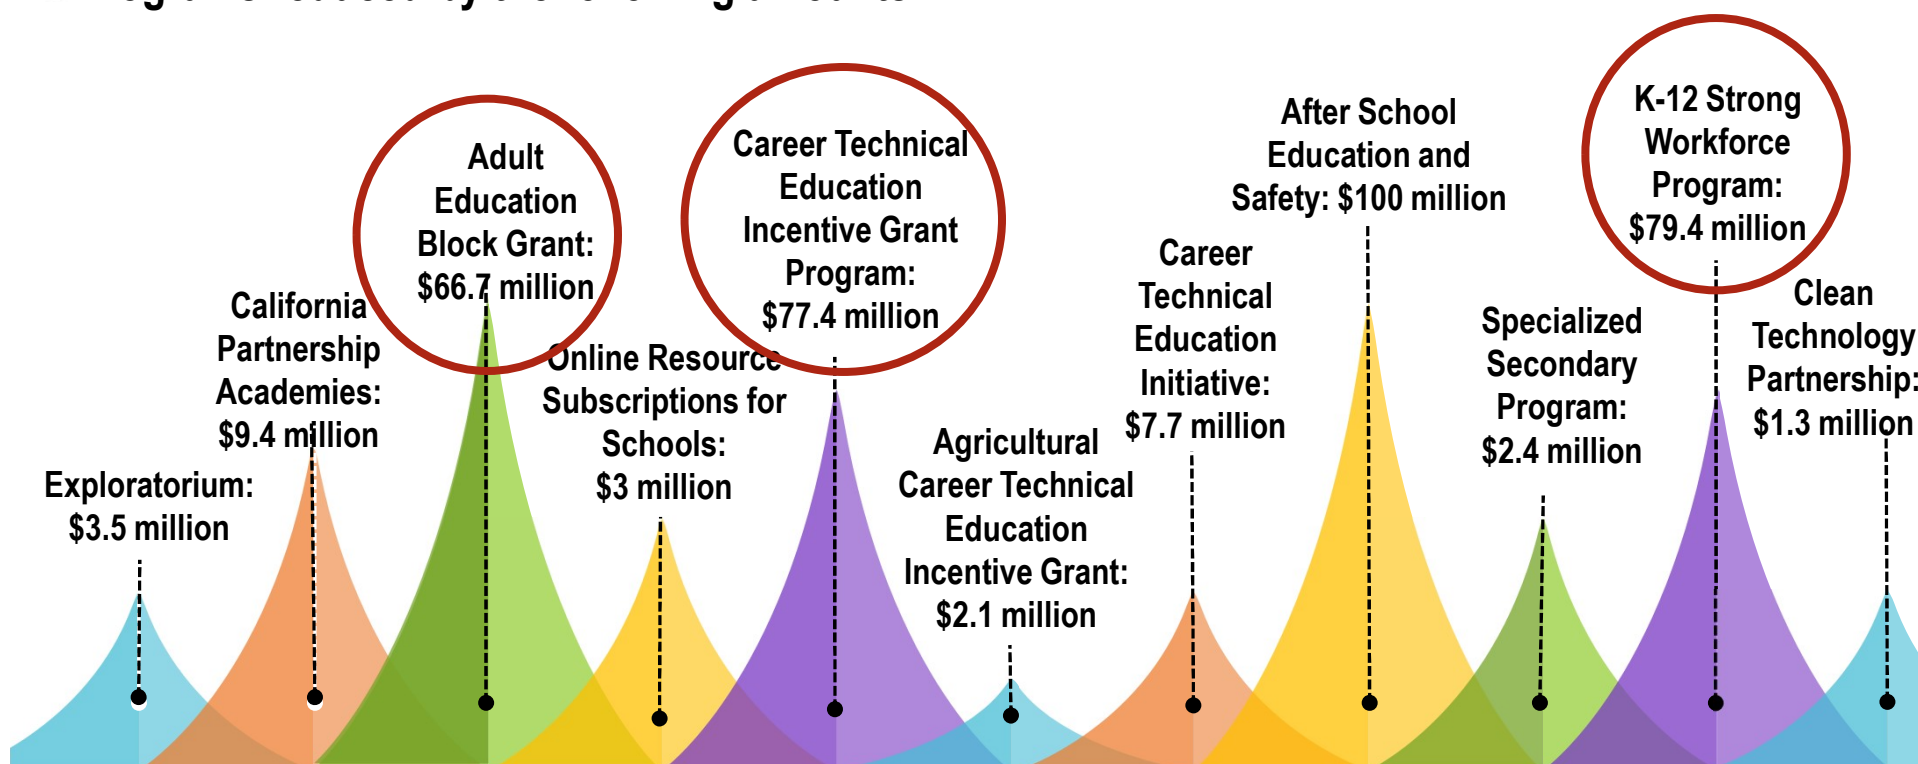 Exploratorium:
$3.5 million
California
Partnership
Academies:
$9.4 million
Adult
Education
Block Grant:
$66.7 million
Online Resource
Subscriptions for
Schools:
$3 million
Career Technical
Education
Incentive Grant
Program:
$77.4 million
Agricultural
Career Technical
Education
Incentive Grant:
$2.1 million
Career
Technical
Education
Initiative:
$7.7 million
After School
Education and
Safety: $100 million
Specialized
Secondary
Program:
$2.4 million
K-12 Strong
Workforce
Program:
$79.4 million
Clean
Technology
Partnership:
$1.3 million